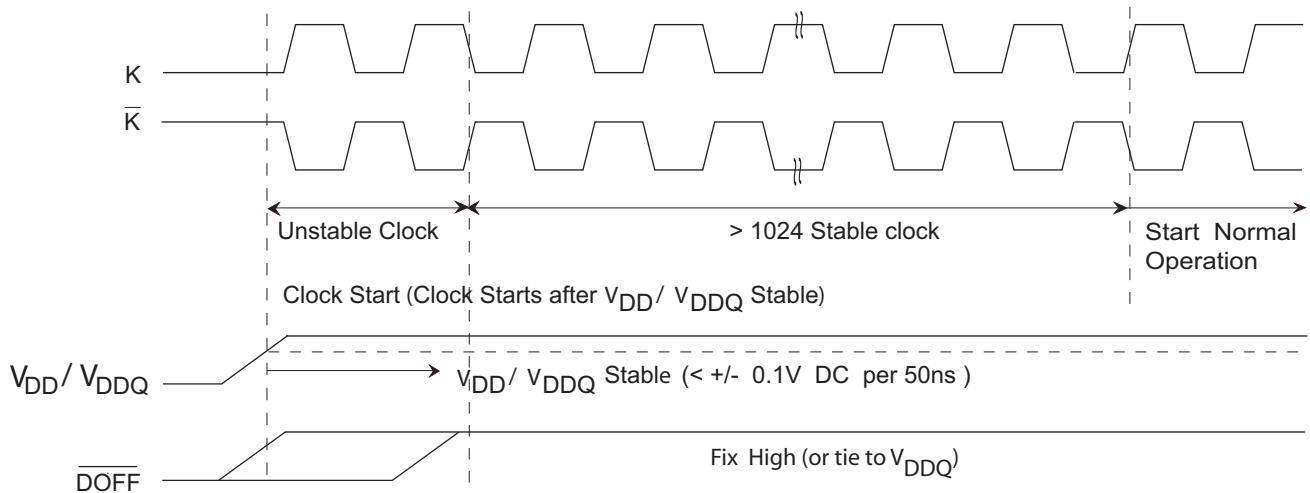 K
K̅
Unstable Clock
> 1024 Stable clock
Start Normal
Operation
Clock Start (Clock Starts after VDD / VDDQ Stable)
VDD / VDDQ
VDD / VDDQ Stable (< +/- 0.1V DC per 50ns )
Fix High (or tie to VDDQ)
D̅O̅F̅F̅